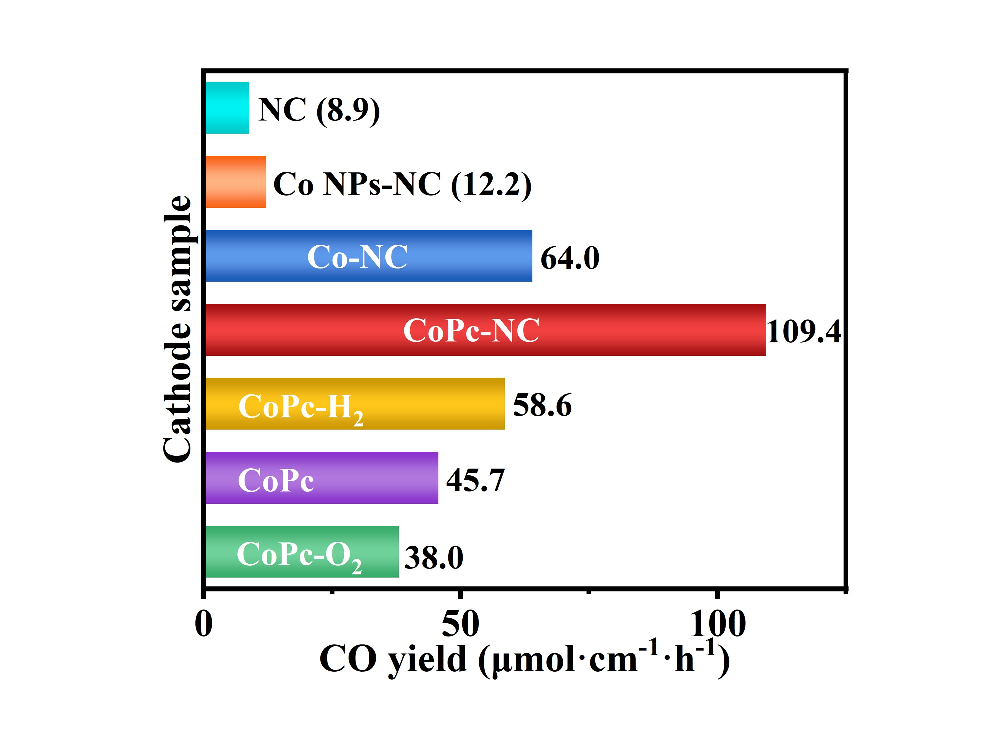 NC (8.9)
Co NPs-NC (12.2)
Co-NC 64.0
CoPc-NC 109.4
CoPc-H₂ 58.6
CoPc 45.7
CoPc-O₂ 38.0
Cathode sample
0 50 100
CO yield (μmol·cm⁻¹·h⁻¹)